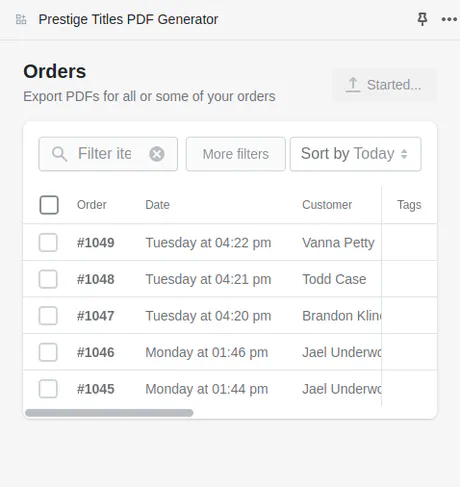 Prestige Titles PDF Generator
Orders
Export PDFs for all or some of your orders
Started...
Filter ite
More filters
Sort by Today
Order Date Customer Tags
#1049 Tuesday at 04:22 pm Vanna Petty
#1048 Tuesday at 04:21 pm Todd Case
#1047 Tuesday at 04:20 pm Brandon Kline
#1046 Monday at 01:46 pm Jael Underwo
#1045 Monday at 01:44 pm Jael Underwo